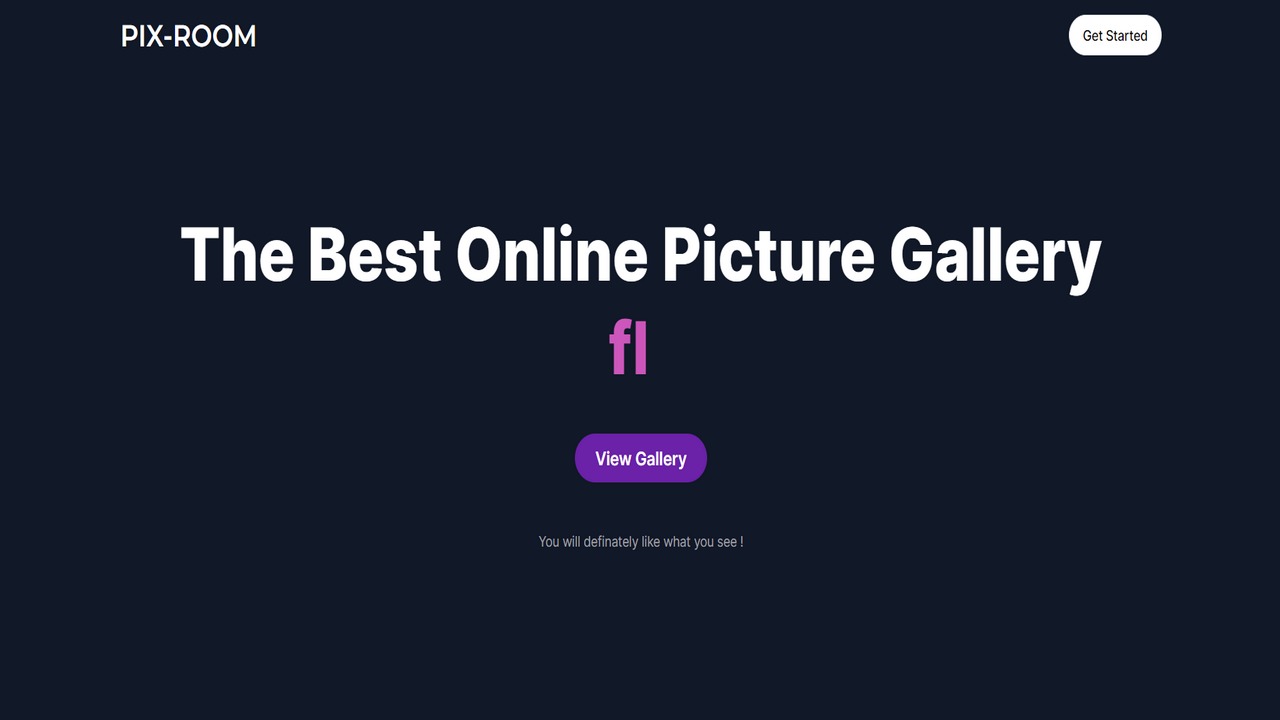 PIX-ROOM
Get Started
The Best Online Picture Gallery
fl
View Gallery
You will definately like what you see !